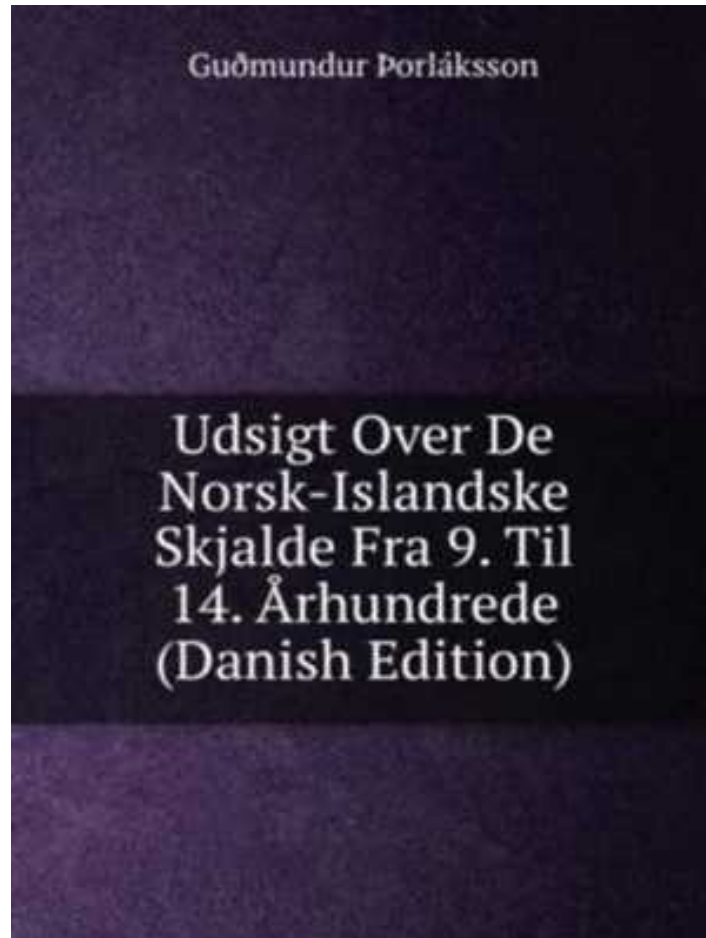 Guðmundur Þorláksson
Udsigt Over De
Norsk-Islandske
Skjalde Fra 9. Til
14. Århundrede
(Danish Edition)